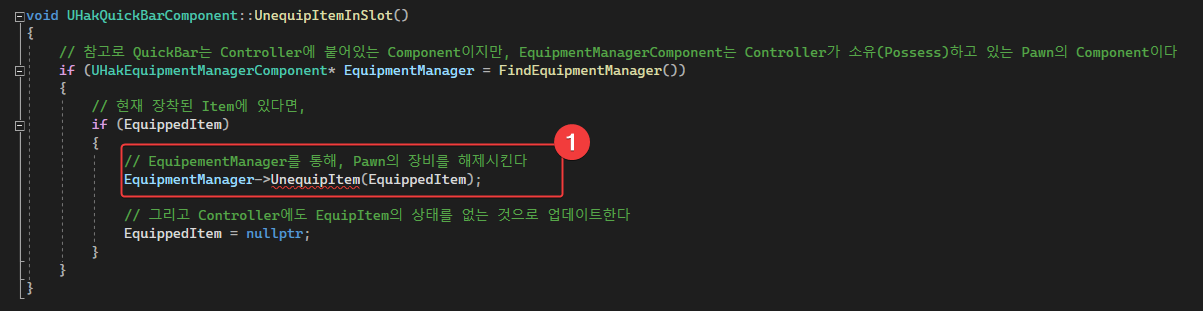 void UHakQuickBarComponent::UnequipItemInSlot()
{
// 참고로 QuickBar는 Controller에 붙어있는 Component이지만, EquipmentManagerComponent는 Controller가 소유(Possess)하고 있는 Pawn의 Component이다
if (UHakEquipmentManagerComponent* EquipmentManager = FindEquipmentManager())
{
// 현재 장착된 Item에 있다면,
if (EquippedItem)
{
1
// EquipementManager를 통해, Pawn의 장비를 해제시킨다
EquipmentManager->UnequipItem(EquippedItem);
// 그리고 Controller에도 EquipItem의 상태를 없는 것으로 업데이트한다
EquippedItem = nullptr;
}
}
}